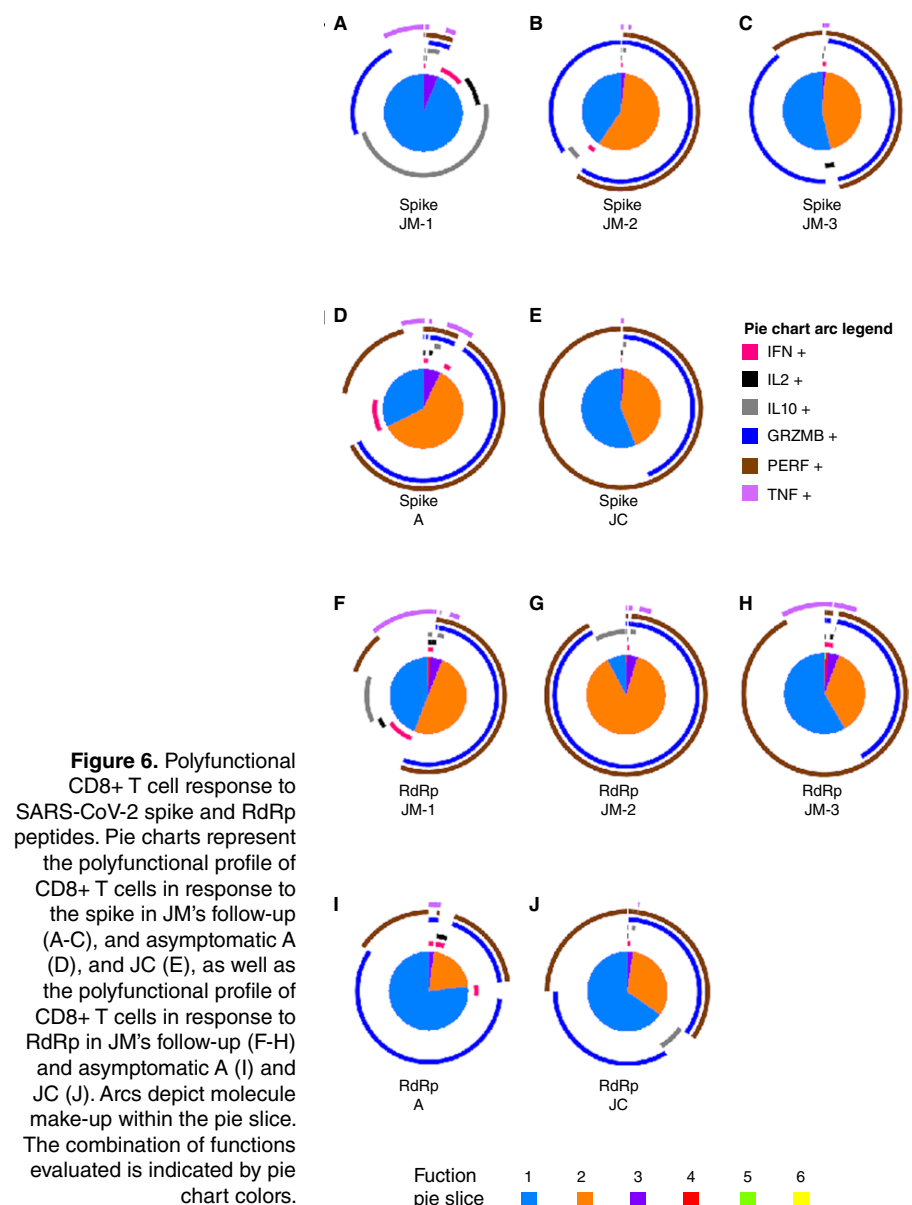 A
B
C
Spike
JM-1
Spike
JM-2
Spike
JM-3
D
E
Spike
A
Spike
JC
Pie chart arc legend
IFN +
IL2 +
IL10 +
GRZMB +
PERF +
TNF +
F
G
H
RdRp
JM-1
RdRp
JM-2
RdRp
JM-3
I
J
RdRp
A
RdRp
JC
Figure 6. Polyfunctional
CD8+ T cell response to
SARS-CoV-2 spike and RdRp
peptides. Pie charts represent
the polyfunctional profile of
CD8+ T cells in response to
the spike in JM's follow-up
(A-C), and asymptomatic A
(D), and JC (E), as well as
the polyfunctional profile of
CD8+ T cells in response to
RdRp in JM's follow-up (F-H)
and asymptomatic A (I) and
JC (J). Arcs depict molecule
make-up within the pie slice.
The combination of functions
evaluated is indicated by pie
chart colors.
Fuction 1 2 3 4 5 6
pie slice